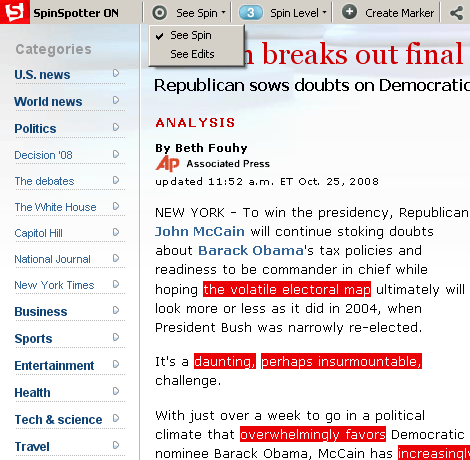 SpinSpotter ON See Spin 3 Spin Level Create Marker
See Spin
See Edits
Categories
U.S. news
World news
Politics
Decision '08
The debates
The White House
Capitol Hill
National Journal
New York Times
Business
Sports
Entertainment
Health
Tech & science
Travel
breaks out final
Republican sows doubts on Democratic
ANALYSIS
By Beth Fouhy
AP Associated Press
updated 11:52 a.m. ET Oct. 25, 2008
NEW YORK - To win the presidency, Republican
John McCain will continue stoking doubts
about Barack Obama's tax policies and
readiness to be commander in chief while
hoping the volatile electoral map ultimately will
look more or less as it did in 2004, when
President Bush was narrowly re-elected.
It's a daunting, perhaps insurmountable,
challenge.
With just over a week to go in a political
climate that overwhelmingly favors Democratic
nominee Barack Obama, McCain has increasingly